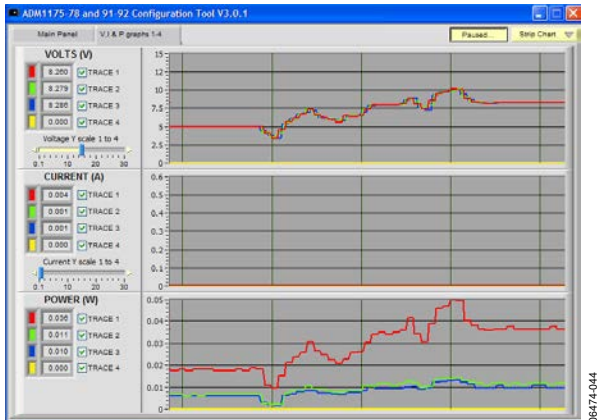 ADM1175-78 and 91-92 Configuration Tool V3.0.1
Main Panel
V,I & P graphs 1-4
Paused...
Strip Chart
VOLTS (V)
8.260 TRACE 1
8.279 TRACE 2
8.286 TRACE 3
0.000 TRACE 4
Voltage Y scale 1 to 4
0.1 10 20 30
15
12
10
7.5
5
2.5
0
CURRENT (A)
0.004 TRACE 1
0.001 TRACE 2
0.001 TRACE 3
0.000 TRACE 4
Current Y scale 1 to 4
0.1 10 20 30
0.6
0.5
0.4
0.3
0.2
0.1
0
POWER (W)
0.036 TRACE 1
0.011 TRACE 2
0.010 TRACE 3
0.000 TRACE 4
0.05
0.04
0.03
0.02
0.01
0
06474-044